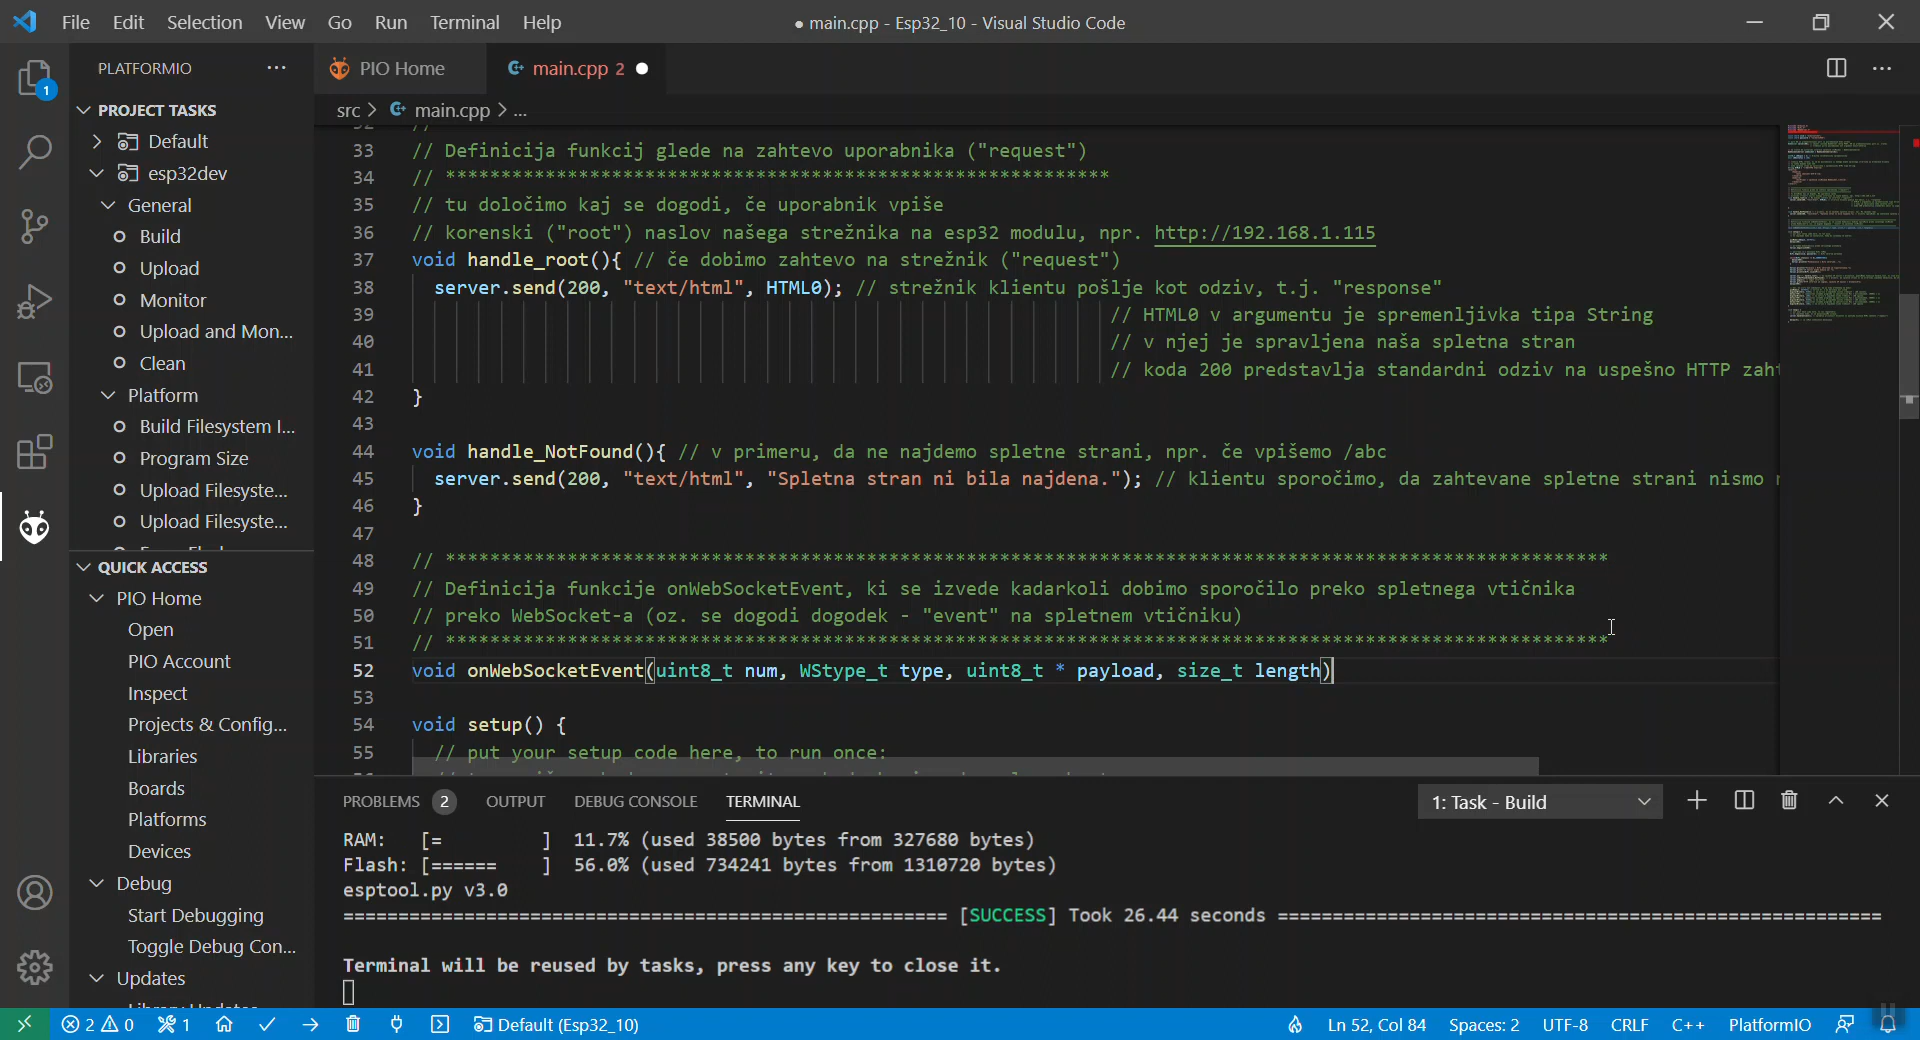 File Edit Selection View Go Run Terminal Help
● main.cpp - Esp32_10 - Visual Studio Code
1
PLATFORMIO ...
PROJECT TASKS
Default
esp32dev
General
Build
Upload
Monitor
Upload and Mon...
Clean
Platform
Build Filesystem I...
Program Size
Upload Filesyste...
Upload Filesyste...
QUICK ACCESS
PIO Home
Open
PIO Account
Inspect
Projects & Config...
Libraries
Boards
Platforms
Devices
Debug
Start Debugging
Toggle Debug Con...
Updates
PIO Home main.cpp 2 ●
src > main.cpp > ...
32 //
33 // Definicija funkcij glede na zahtevo uporabnika ("request")
34 // ************************************************************
35 // tu določimo kaj se dogodi, če uporabnik vpiše
36 // korenski ("root") naslov našega strežnika na esp32 modulu, npr. http://192.168.1.115
37 void handle_root(){ // če dobimo zahtevo na strežnik ("request")
38 server.send(200, "text/html", HTML0); // strežnik klientu pošlje kot odziv, t.j. "response"
39 // HTML0 v argumentu je spremenljivka tipa String
40 // v njej je spravljena naša spletna stran
41 // koda 200 predstavlja standardni odziv na uspešno HTTP
42 }
43
44 void handle_NotFound(){ // v primeru, da ne najdemo spletne strani, npr. če vpišemo /abc
45 server.send(200, "text/html", "Spletna stran ni bila najdena."); // klientu sporočimo, da zahtevane spletne strani nismo
46 }
47
48 // *********************************************************************************************************
49 // Definicija funkcije onWebSocketEvent, ki se izvede kadarkoli dobimo sporočilo preko spletnega vtičnika
50 // preko WebSocket-a (oz. se dogodi dogodek - "event" na spletnem vtičniku)
51 // *********************************************************************************************************
52 void onWebSocketEvent(uint8_t num, WStype_t type, uint8_t * payload, size_t length)
53
54 void setup() {
55 // put your setup code here, to run once:
PROBLEMS 2 OUTPUT DEBUG CONSOLE TERMINAL 1: Task - Build
RAM: [= ] 11.7% (used 38500 bytes from 327680 bytes)
Flash: [====== ] 56.0% (used 734241 bytes from 1310720 bytes)
esptool.py v3.0
======================================================= [SUCCESS] Took 26.44 seconds =======================================================
Terminal will be reused by tasks, press any key to close it.
2 0 1 Default (Esp32_10) Ln 52, Col 84 Spaces: 2 UTF-8 CRLF C++ PlatformIO